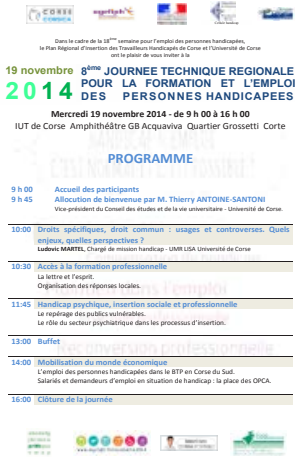 CORSE
CORSICA
agefiph
Dans le cadre de la 18ème semaine pour l'emploi des personnes handicapées,
le Plan Régional d'Insertion des Travailleurs Handicapés de Corse et l'Université de Corse
ont le plaisir de vous inviter à la
19 novembre
2014
8ème JOURNEE TECHNIQUE REGIONALE
POUR LA FORMATION ET L'EMPLOI
DES PERSONNES HANDICAPEES
Mercredi 19 novembre 2014 - de 9 h 00 à 16 h 00
IUT de Corse Amphithéâtre GB Acquaviva Quartier Grossetti Corte
PROGRAMME
9 h 00 Accueil des participants
9 h 45 Allocution de bienvenue par M. Thierry ANTOINE-SANTONI
Vice-président du Conseil des études et de la vie universitaire - Université de Corse.
10:00 Droits spécifiques, droit commun : usages et controverses. Quels
enjeux, quelles perspectives ?
Ludovic MARTEL, Chargé de mission handicap - UMR LISA Université de Corse
10:30 Accès à la formation professionnelle
La lettre et l'esprit.
Organisation des réponses locales.
11:45 Handicap psychique, insertion sociale et professionnelle
Le repérage des publics vulnérables.
Le rôle du secteur psychiatrique dans les processus d'insertion.
13:00 Buffet
14:00 Mobilisation du monde économique
L'emploi des personnes handicapées dans le BTP en Corse du Sud.
Salariés et demandeurs d'emploi en situation de handicap : la place des OPCA.
16:00 Clôture de la journée